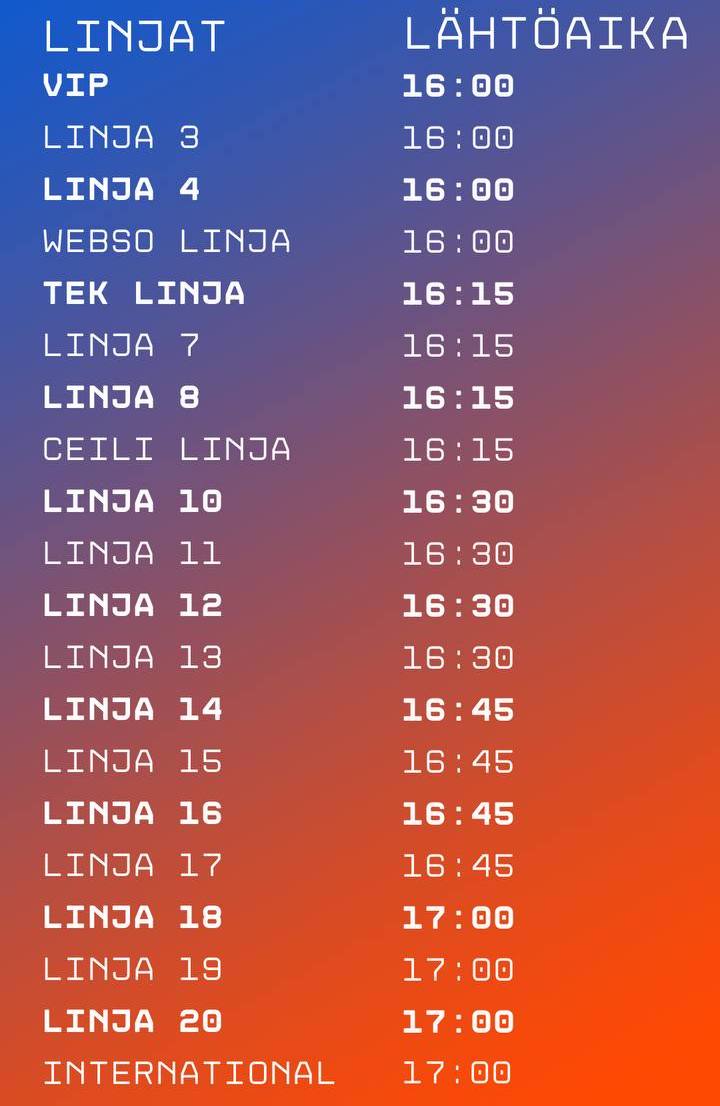 LINJAT LÄHTÖAIKA
VIP 16:00
LINJA 3 16:00
LINJA 4 16:00
WEBSO LINJA 16:00
TEK LINJA 16:15
LINJA 7 16:15
LINJA 8 16:15
CEILI LINJA 16:15
LINJA 10 16:30
LINJA 11 16:30
LINJA 12 16:30
LINJA 13 16:30
LINJA 14 16:45
LINJA 15 16:45
LINJA 16 16:45
LINJA 17 16:45
LINJA 18 17:00
LINJA 19 17:00
LINJA 20 17:00
INTERNATIONAL 17:00